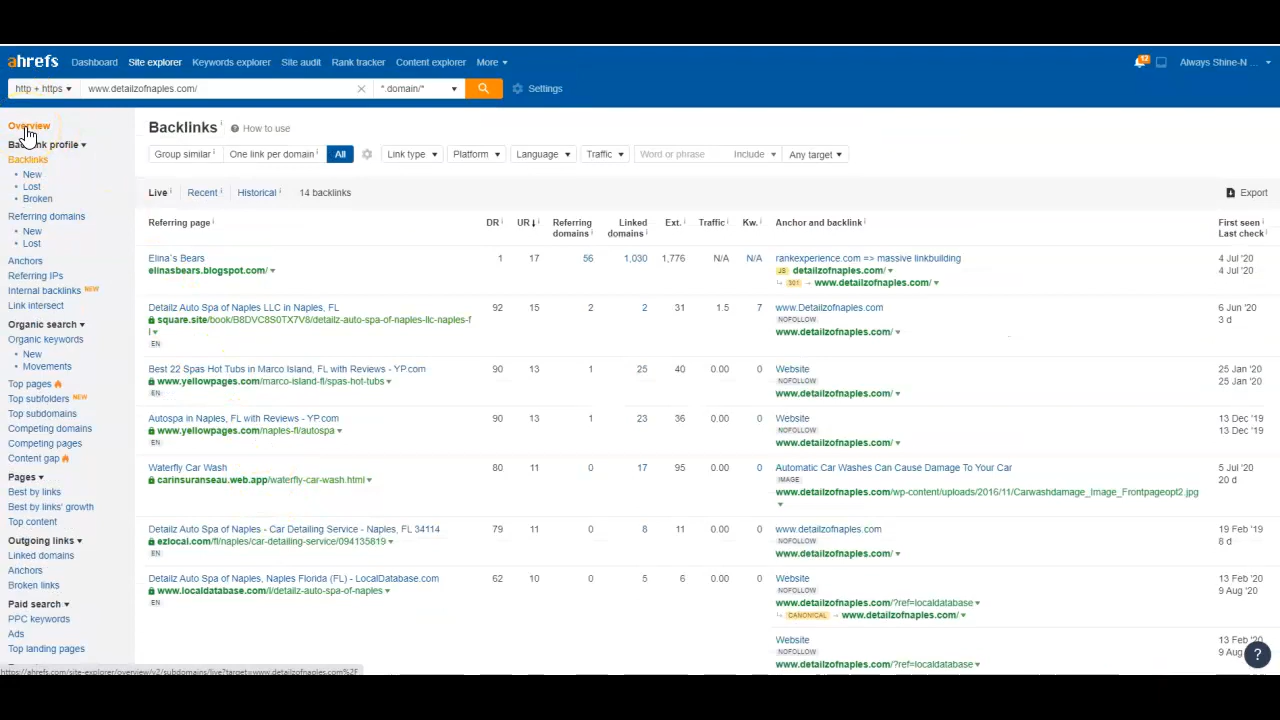 ahrefs Dashboard Site explorer Keywords explorer Site audit Rank tracker Content explorer More 12 Always Shine-N ...
http + https www.detailzofnaples.com/ *.domain/* Settings
Overview
Backlink profile
Backlinks
New
Lost
Broken
Referring domains
New
Lost
Anchors
Referring IPs
Internal backlinks NEW
Link intersect
Organic search
Organic keywords
New
Movements
Top pages
Top subfolders NEW
Top subdomains
Competing domains
Competing pages
Content gap
Pages
Best by links
Best by links' growth
Top content
Outgoing links
Linked domains
Anchors
Broken links
Paid search
PPC keywords
Ads
Top landing pages
Backlinks i ? How to use
Group similar i One link per domain i All Link type Platform Language Traffic Word or phrase Include Any target
Live i Recent i Historical i 14 backlinks Export
Referring page i DR i UR i Referring domains i Linked domains i Ext. i Traffic i Kw. i Anchor and backlink i First seen Last check i
Elina`s Bears 1 17 56 1,030 1,776 N/A N/A rankexperience.com => massive linkbuilding 4 Jul '20
elinasbears.blogspot.com/ JS detailzofnaples.com/ 4 Jul '20
301 → www.detailzofnaples.com/
Detailz Auto Spa of Naples LLC in Naples, FL 92 15 2 2 31 1.5 7 www.Detailzofnaples.com 6 Jun '20
square.site/book/B8DVC8S0TX7V8/detailz-auto-spa-of-naples-llc-naples-f NOFOLLOW 3 d
l www.detailzofnaples.com/
EN
Best 22 Spas Hot Tubs in Marco Island, FL with Reviews - YP.com 90 13 1 25 40 0.00 0 Website 25 Jan '20
www.yellowpages.com/marco-island-fl/spas-hot-tubs NOFOLLOW 25 Jan '20
EN www.detailzofnaples.com/
Autospa in Naples, FL with Reviews - YP.com 90 13 1 23 36 0.00 0 Website 13 Dec '19
www.yellowpages.com/naples-fl/autospa NOFOLLOW 13 Dec '19
EN www.detailzofnaples.com/
Waterfly Car Wash 80 11 0 17 95 0.00 0 Automatic Car Washes Can Cause Damage To Your Car 5 Jul '20
carinsuranseau.web.app/waterfly-car-wash.html IMAGE 20 d
www.detailzofnaples.com/wp-content/uploads/2016/11/Carwashdamage_Image_Frontpageopt2.jpg
Detailz Auto Spa of Naples - Car Detailing Service - Naples, FL 34114 79 11 0 8 11 0.00 0 www.detailzofnaples.com 19 Feb '19
ezlocal.com/fl/naples/car-detailing-service/094135819 NOFOLLOW 8 d
EN www.detailzofnaples.com/
Detailz Auto Spa of Naples, Naples Florida (FL) - LocalDatabase.com 62 10 0 5 6 0.00 0 Website 13 Feb '20
www.localdatabase.com/l/detailz-auto-spa-of-naples NOFOLLOW 9 Aug '20
EN www.detailzofnaples.com/?ref=localdatabase
CANONICAL → www.detailzofnaples.com/
Website 13 Feb '20
NOFOLLOW 9 Aug
www.detailzofnaples.com/?ref=localdatabase ?
https://ahrefs.com/site-explorer/overview/v2/subdomains/live?target=www.detailzofnaples.com%2F